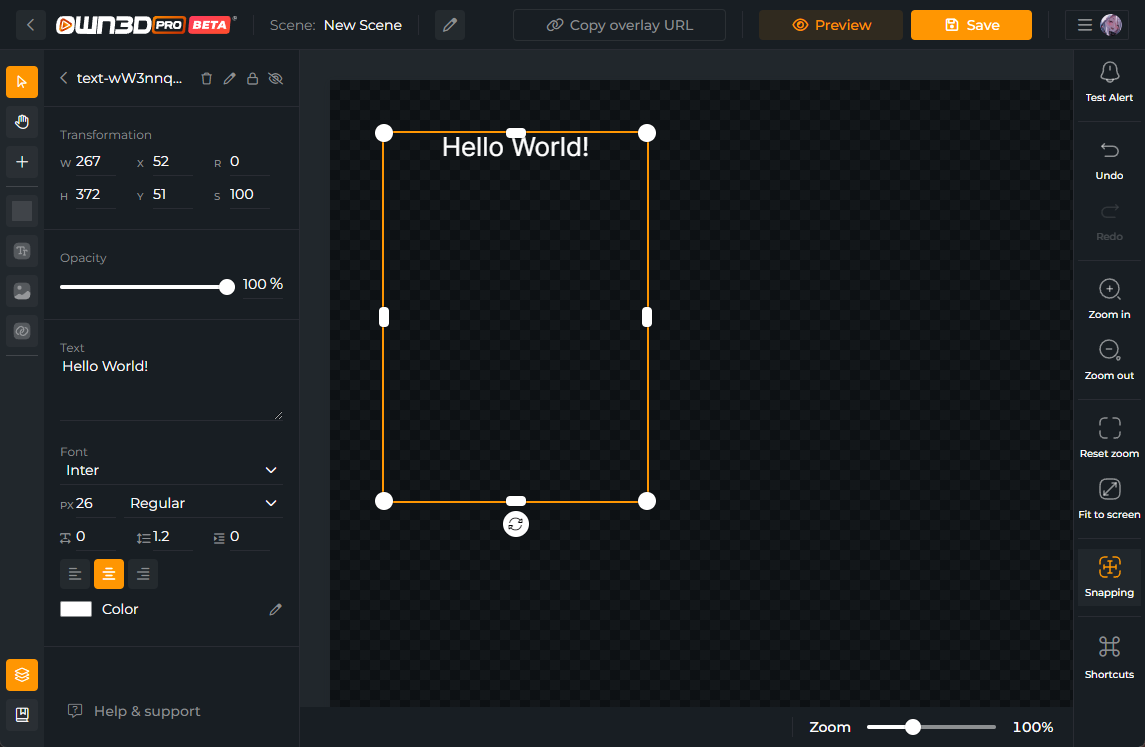 OWN3D PRO BETA
Scene: New Scene
Copy overlay URL
Preview
Save
text-wW3nnq...
Transformation
W 267 X 52 R 0
H 372 Y 51 S 100
Opacity
100 %
Text
Hello World!
Font
Inter
PX 26 Regular
0 1.2 0
Color
Help & support
Hello World!
Zoom 100%
Test Alert
Undo
Redo
Zoom in
Zoom out
Reset zoom
Fit to screen
Snapping
Shortcuts